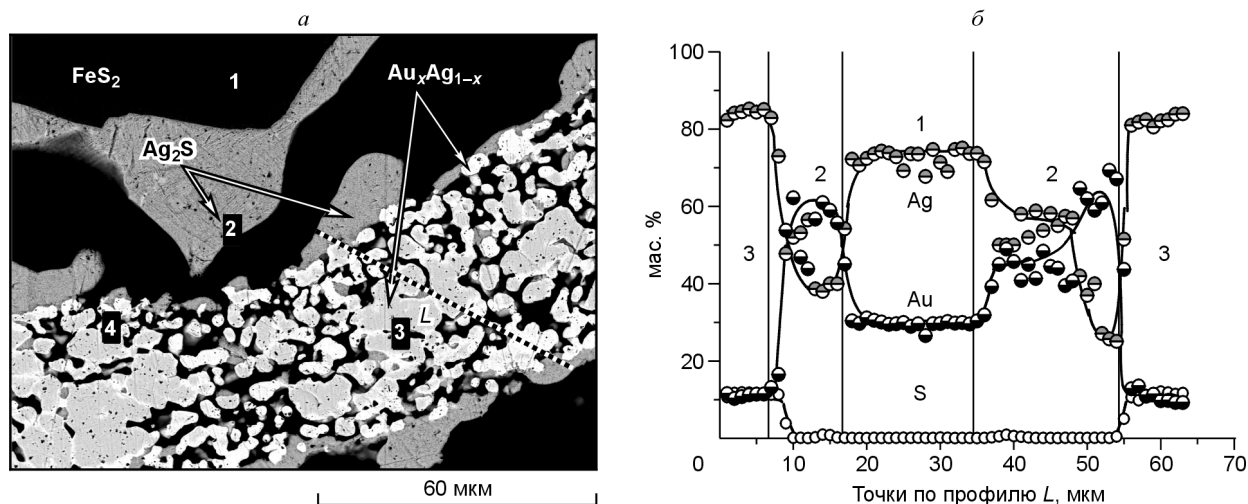 а
FeS₂
1
AuₓAg₁₋ₓ
Ag₂S
2
L
3
4
60 мкм
б
100
80
60
40
20
0
мас. %
1
2
2
Ag
3
3
Au
S
10 20 30 40 50 60 70
Точки по профилю L, мкм